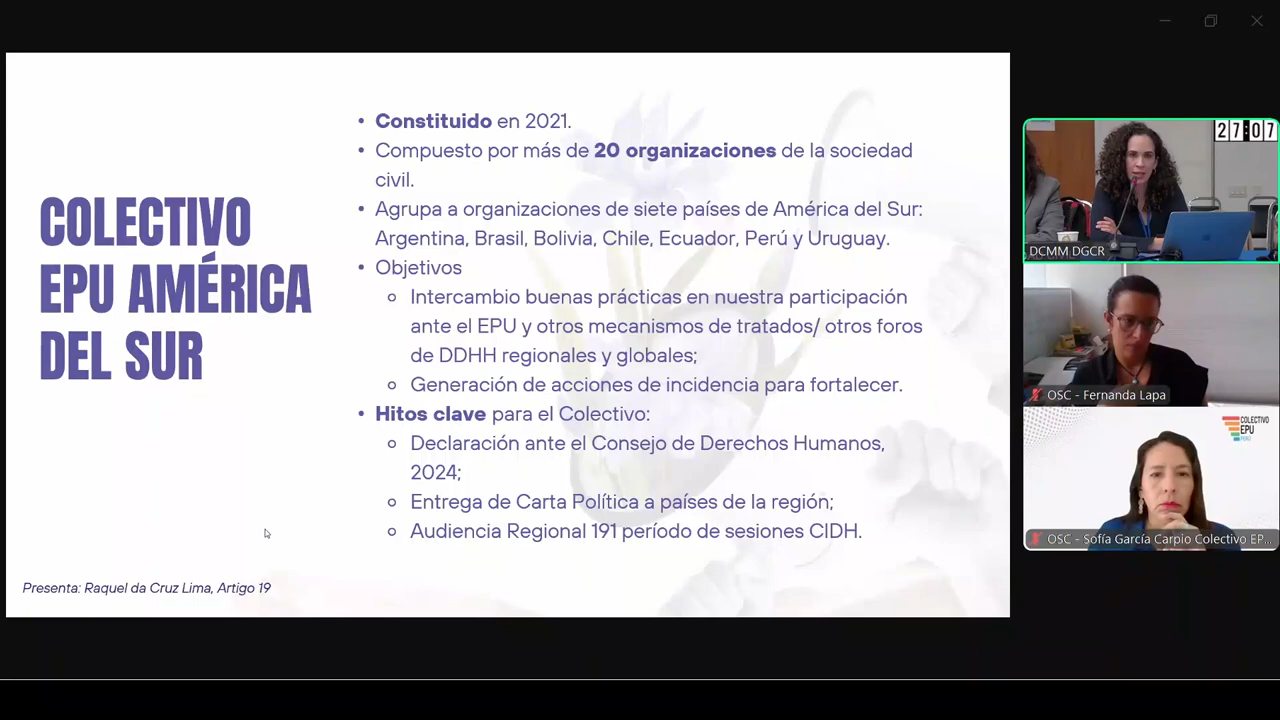 COLECTIVO
EPU AMÉRICA
DEL SUR
• Constituido en 2021.
• Compuesto por más de 20 organizaciones de la sociedad
civil.
• Agrupa a organizaciones de siete países de América del Sur:
Argentina, Brasil, Bolivia, Chile, Ecuador, Perú y Uruguay.
• Objetivos
Intercambio buenas prácticas en nuestra participación
ante el EPU y otros mecanismos de tratados/ otros foros
de DDHH regionales y globales;
Generación de acciones de incidencia para fortalecer.
• Hitos clave para el Colectivo:
Declaración ante el Consejo de Derechos Humanos,
2024;
Entrega de Carta Política a países de la región;
Audiencia Regional 191 período de sesiones CIDH.
Presenta: Raquel da Cruz Lima, Artigo 19
27:07
DCMM DGCR
OSC - Fernanda Lapa
COLECTIVO
EPU
OSC - Sofía García Carpio Colectivo EP...